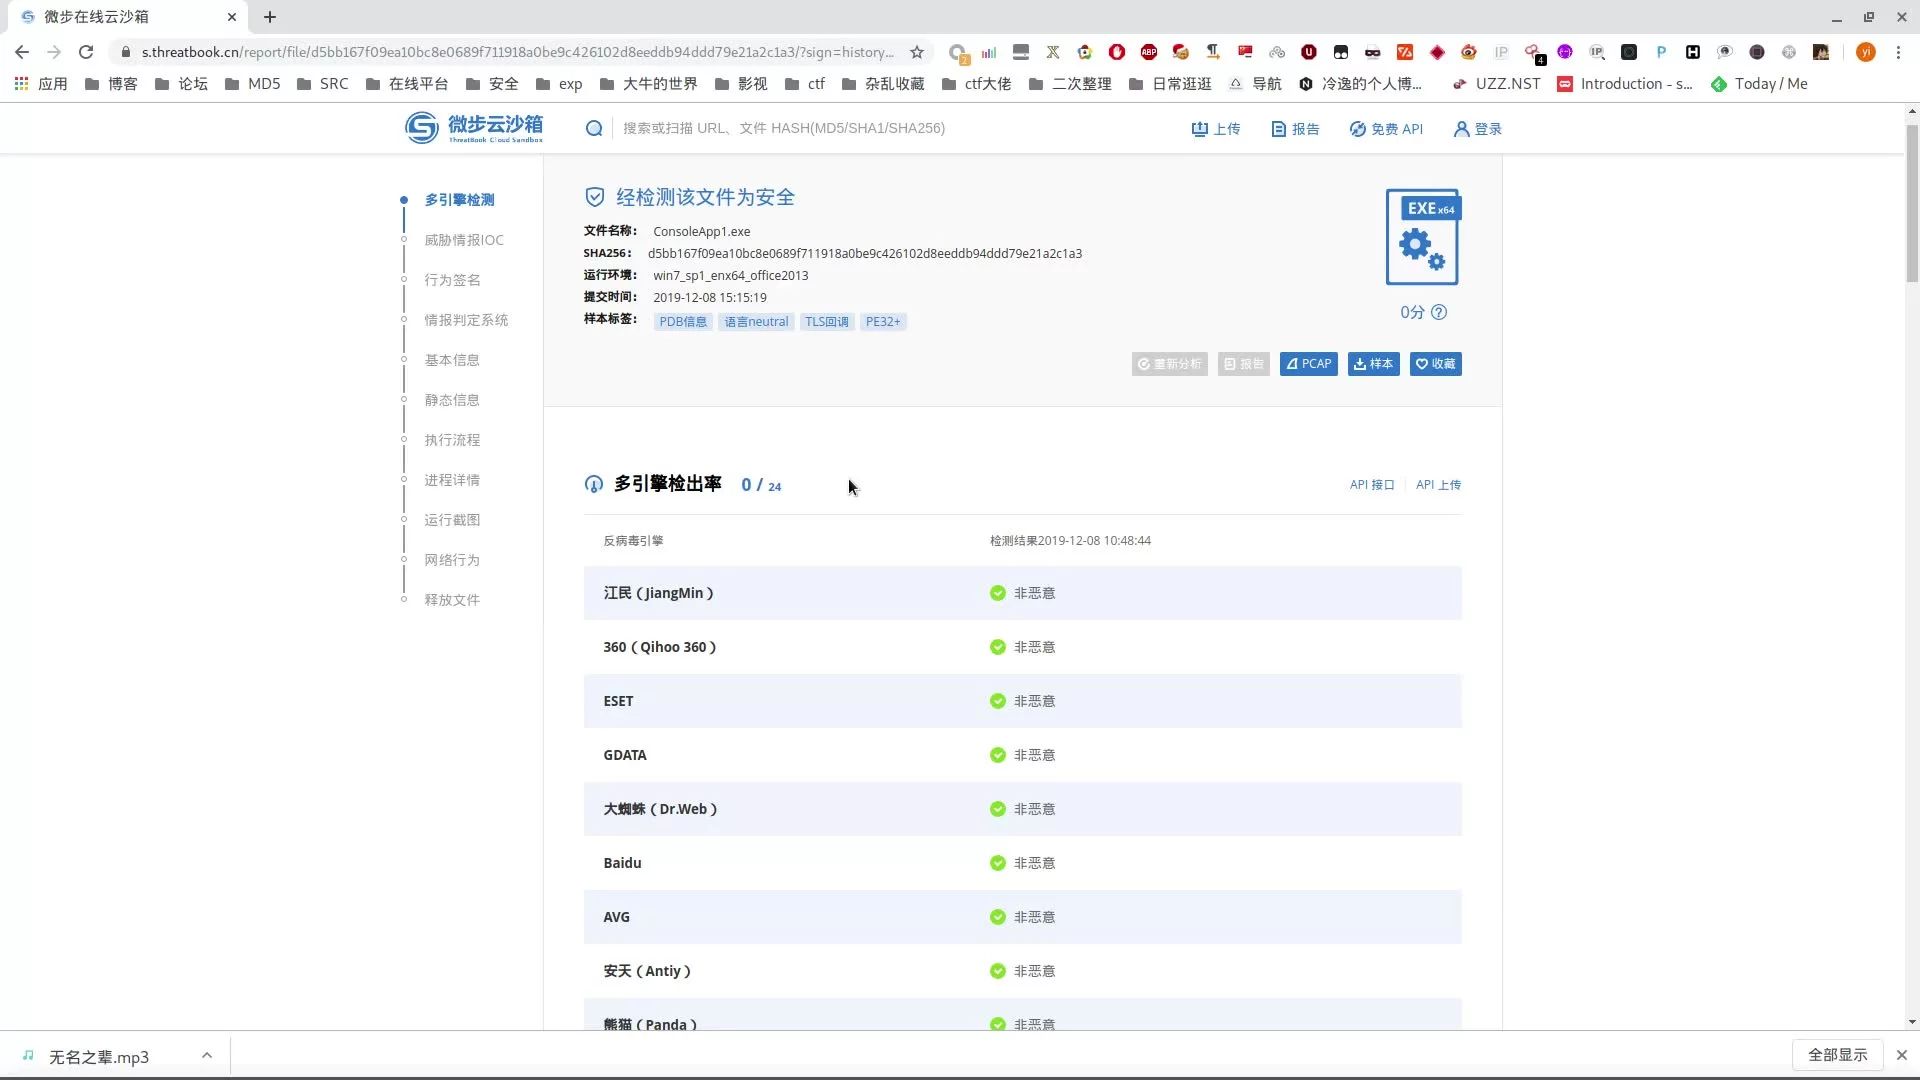 微步在线云沙箱
s.threatbook.cn/report/file/d5bb167f09ea10bc8e0689f711918a0be9c426102d8eeddb94ddd79e21a2c1a3/?sign=history...
应用 博客 论坛 MD5 SRC 在线平台 安全 exp 大牛的世界 影视 ctf 杂乱收藏 ctf大佬 二次整理 日常逛逛 导航 冷逸的个人博... UZZ.NST Introduction - s... Today / Me
微步云沙箱
ThreatBook Cloud Sandbox
搜索或扫描 URL、文件 HASH(MD5/SHA1/SHA256)
上传 报告 免费 API 登录
多引擎检测
威胁情报IOC
行为签名
情报判定系统
基本信息
静态信息
执行流程
进程详情
运行截图
网络行为
释放文件
经检测该文件为安全
文件名称: ConsoleApp1.exe
SHA256: d5bb167f09ea10bc8e0689f711918a0be9c426102d8eeddb94ddd79e21a2c1a3
运行环境: win7_sp1_enx64_office2013
提交时间: 2019-12-08 15:15:19
样本标签: PDB信息 语言neutral TLS回调 PE32+
EXE x64
0分
重新分析 报告 PCAP 样本 收藏
多引擎检出率 0 / 24
API 接口 API 上传
反病毒引擎 检测结果2019-12-08 10:48:44
江民（JiangMin） 非恶意
360（Qihoo 360） 非恶意
ESET 非恶意
GDATA 非恶意
大蜘蛛（Dr.Web） 非恶意
Baidu 非恶意
AVG 非恶意
安天（Antiy） 非恶意
熊猫（Panda） 非恶意
无名之辈.mp3
全部显示